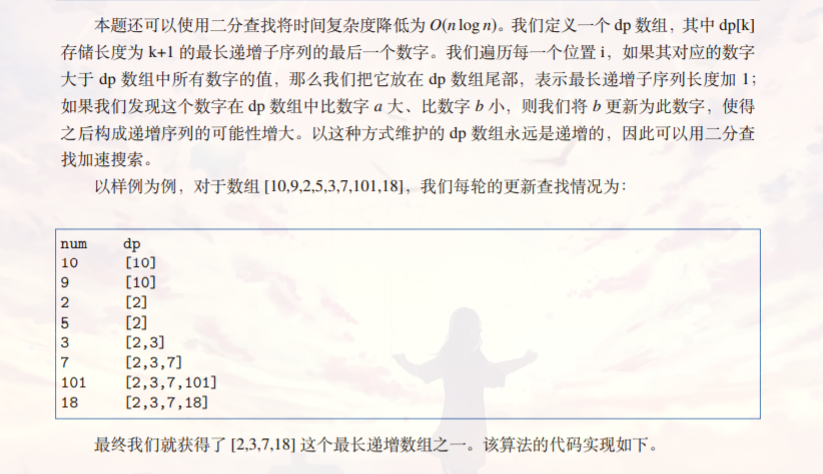 本题还可以使用二分查找将时间复杂度降低为 O(n log n)。我们定义一个 dp 数组，其中 dp[k]
存储长度为 k+1 的最长递增子序列的最后一个数字。我们遍历每一个位置 i，如果其对应的数字
大于 dp 数组中所有数字的值，那么我们把它放在 dp 数组尾部，表示最长递增子序列长度加 1；
如果我们发现这个数字在 dp 数组中比数字 a 大、比数字 b 小，则我们将 b 更新为此数字，使得
之后构成递增序列的可能性增大。以这种方式维护的 dp 数组永远是递增的，因此可以用二分查
找加速搜索。
以样例为例，对于数组 [10,9,2,5,3,7,101,18]，我们每轮的更新查找情况为：
num dp
10 [10]
9 [10]
2 [2]
5 [2]
3 [2,3]
7 [2,3,7]
101 [2,3,7,101]
18 [2,3,7,18]
最终我们就获得了 [2,3,7,18] 这个最长递增数组之一。该算法的代码实现如下。